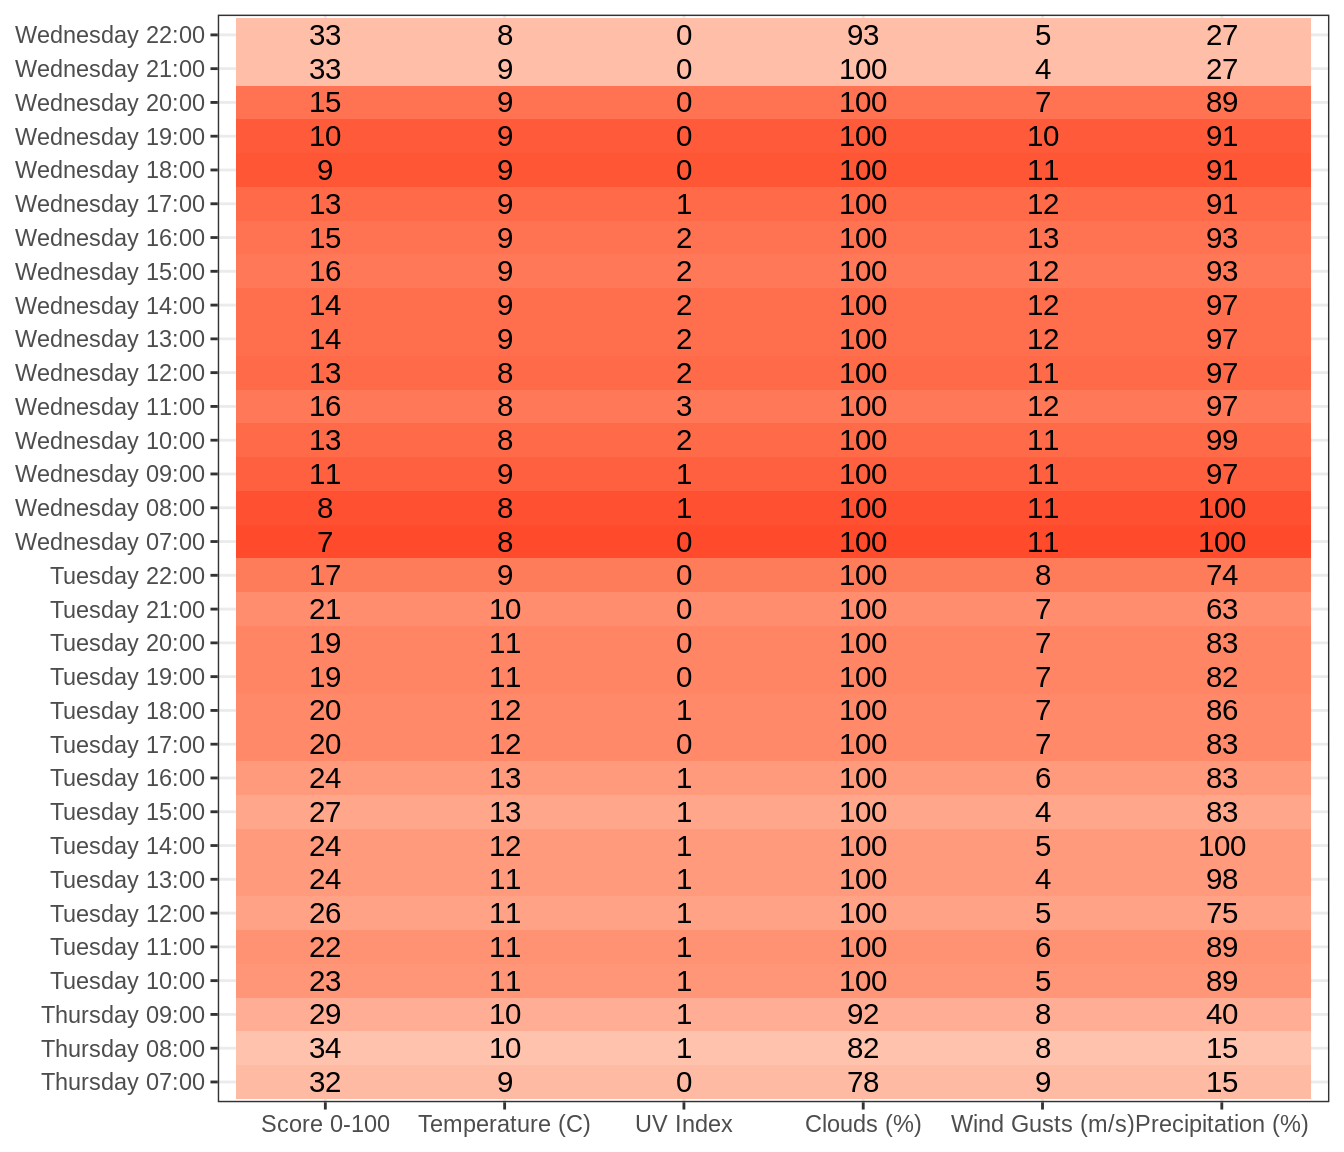 Wednesday 22:00 33 8 0 93 5 27
Wednesday 21:00 33 9 0 100 4 27
Wednesday 20:00 15 9 0 100 7 89
Wednesday 19:00 10 9 0 100 10 91
Wednesday 18:00 9 9 0 100 11 91
Wednesday 17:00 13 9 1 100 12 91
Wednesday 16:00 15 9 2 100 13 93
Wednesday 15:00 16 9 2 100 12 93
Wednesday 14:00 14 9 2 100 12 97
Wednesday 13:00 14 9 2 100 12 97
Wednesday 12:00 13 8 2 100 11 97
Wednesday 11:00 16 8 3 100 12 97
Wednesday 10:00 13 8 2 100 11 99
Wednesday 09:00 11 9 1 100 11 97
Wednesday 08:00 8 8 1 100 11 100
Wednesday 07:00 7 8 0 100 11 100
Tuesday 22:00 17 9 0 100 8 74
Tuesday 21:00 21 10 0 100 7 63
Tuesday 20:00 19 11 0 100 7 83
Tuesday 19:00 19 11 0 100 7 82
Tuesday 18:00 20 12 1 100 7 86
Tuesday 17:00 20 12 0 100 7 83
Tuesday 16:00 24 13 1 100 6 83
Tuesday 15:00 27 13 1 100 4 83
Tuesday 14:00 24 12 1 100 5 100
Tuesday 13:00 24 11 1 100 4 98
Tuesday 12:00 26 11 1 100 5 75
Tuesday 11:00 22 11 1 100 6 89
Tuesday 10:00 23 11 1 100 5 89
Thursday 09:00 29 10 1 92 8 40
Thursday 08:00 34 10 1 82 8 15
Thursday 07:00 32 9 0 78 9 15
Score 0-100 Temperature (C) UV Index Clouds (%) Wind Gusts (m/s) Precipitation (%)